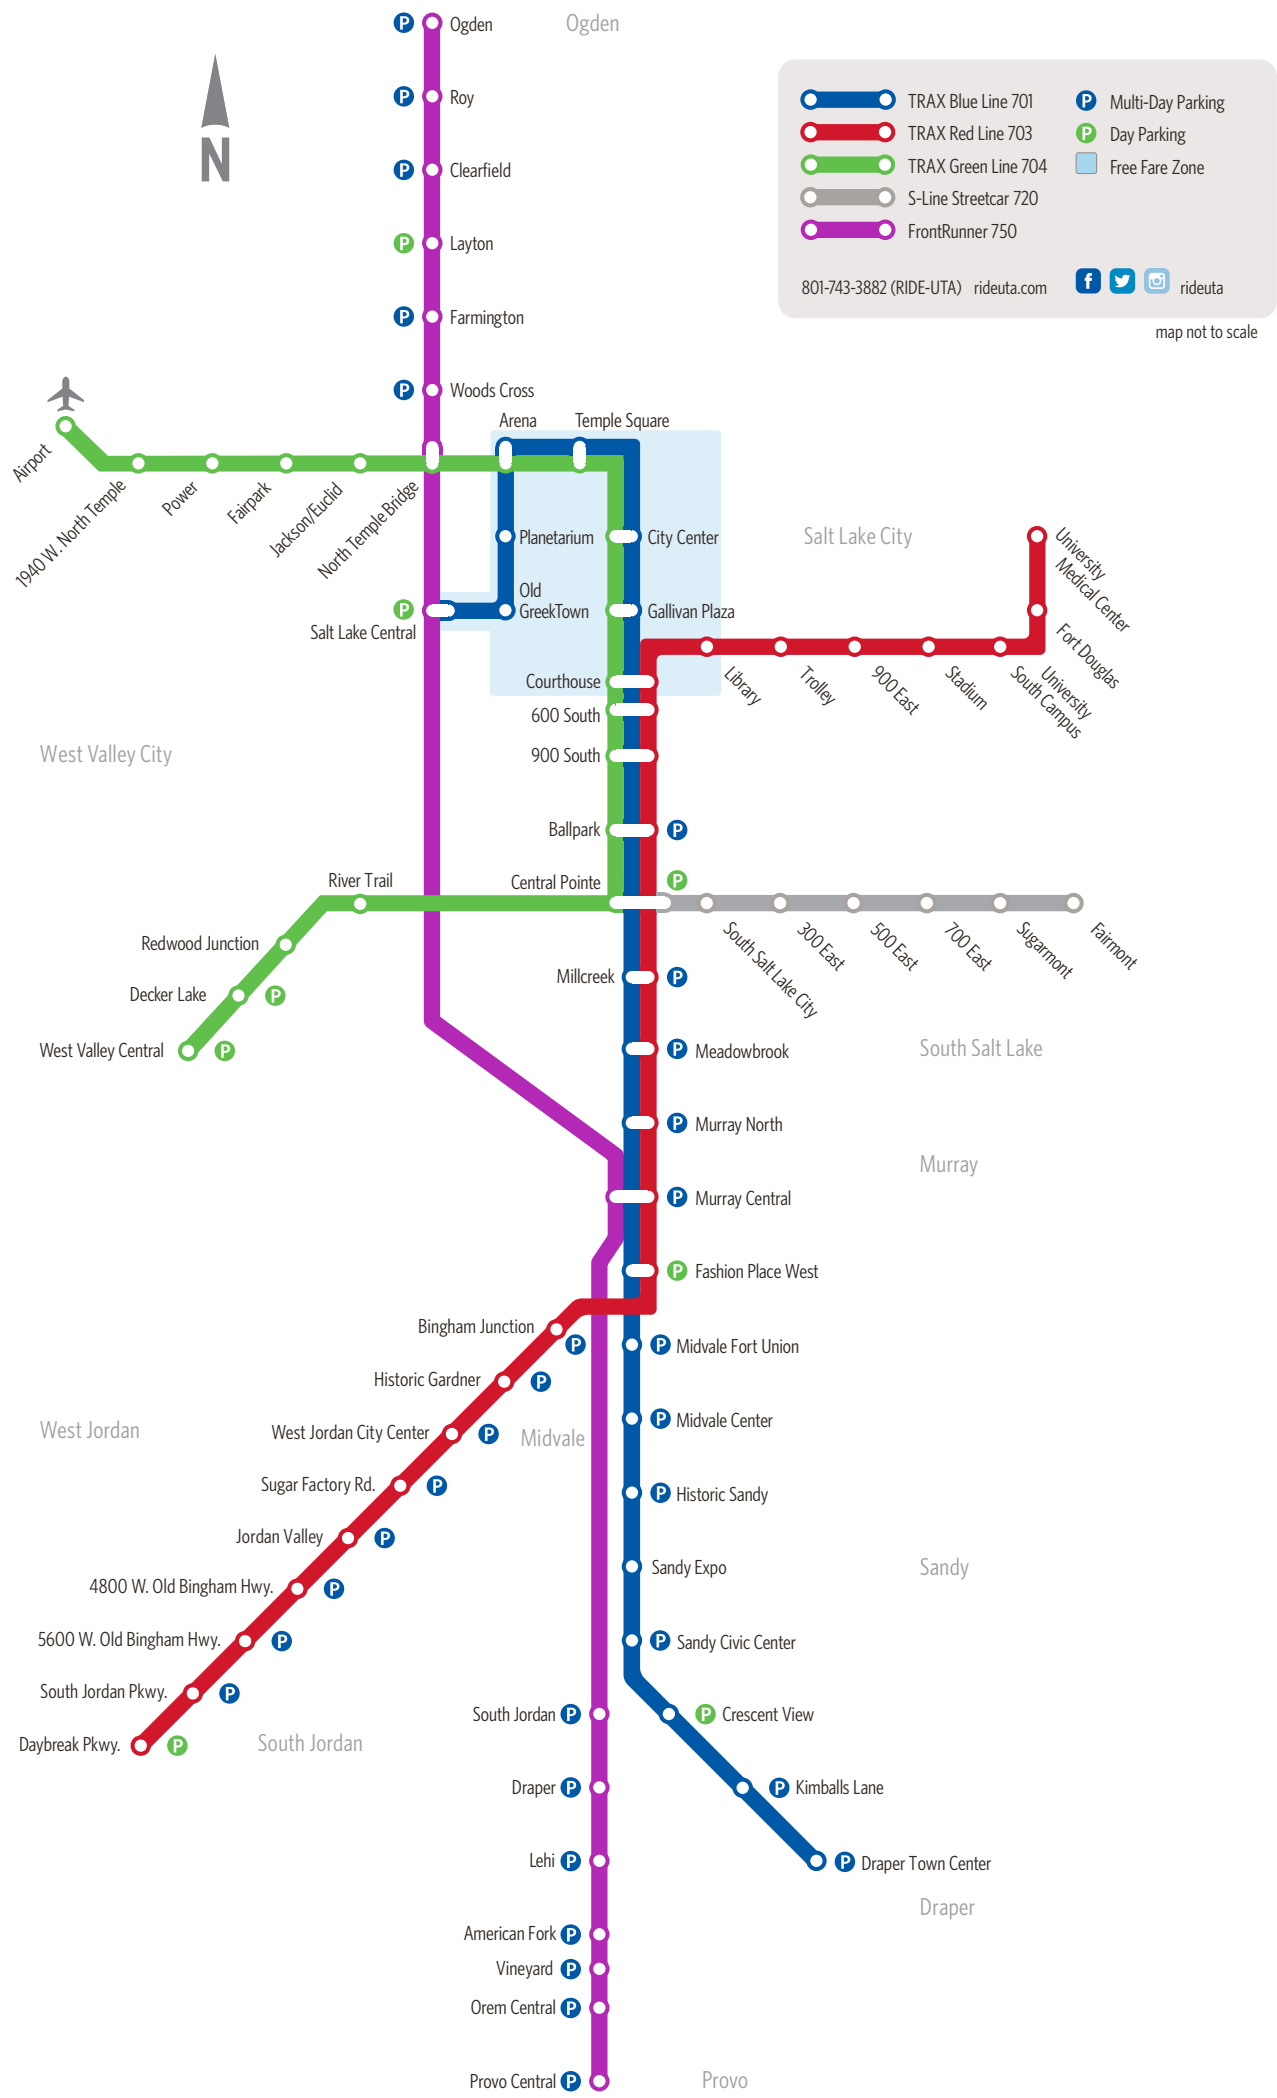 Ogden
Ogden
Roy
Clearfield
Layton
Farmington
Woods Cross
N
TRAX Blue Line 701
TRAX Red Line 703
TRAX Green Line 704
S-Line Streetcar 720
FrontRunner 750
P Multi-Day Parking
P Day Parking
Free Fare Zone
801-743-3882 (RIDE-UTA) rideuta.com
rideuta
map not to scale
Arena
Temple Square
Airport
1940 W. North Temple
Power
Fairpark
Jackson/Euclid
North Temple Bridge
Planetarium
City Center
Salt Lake City
Old
GreekTown
Gallivan Plaza
Salt Lake Central
University
Medical Center
Fort Douglas
Courthouse
Library
Trolley
900 East
Stadium
University
South Campus
600 South
900 South
West Valley City
Ballpark
River Trail
Central Pointe
Redwood Junction
Decker Lake
West Valley Central
South Salt Lake City
300 East
500 East
700 East
Sugarmont
Fairmont
Millcreek
Meadowbrook
South Salt Lake
Murray North
Murray
Murray Central
Fashion Place West
Bingham Junction
Midvale Fort Union
Historic Gardner
Midvale Center
West Jordan
West Jordan City Center
Midvale
Sugar Factory Rd.
Historic Sandy
Jordan Valley
Sandy Expo
Sandy
4800 W. Old Bingham Hwy.
5600 W. Old Bingham Hwy.
Sandy Civic Center
South Jordan Pkwy.
South Jordan
Crescent View
Daybreak Pkwy.
South Jordan
Draper
Kimballs Lane
Lehi
Draper Town Center
Draper
American Fork
Vineyard
Orem Central
Provo Central
Provo